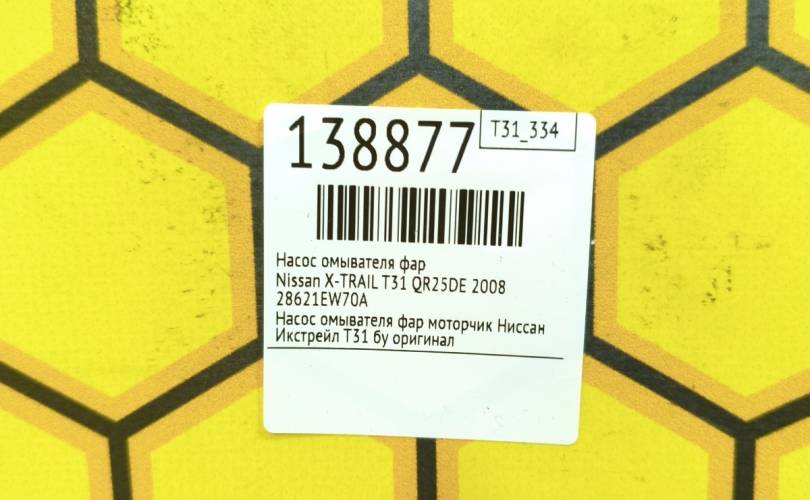 138877
T31_334
Насос омывателя фар
Nissan X-TRAIL T31 QR25DE 2008
28621EW70A
Насос омывателя фар моторчик Ниссан
Икстрейл Т31 бу оригинал